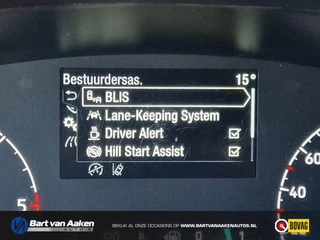 Bestuurdersas. 15°
BLIS
Lane-Keeping System
Driver Alert
Hill Start Assist
5
60
40
Bart van Aaken
AUTO'S
BEKIJK AL ONZE OCCASIONS OP WWW.BARTVANAAKENAUTOS.NL